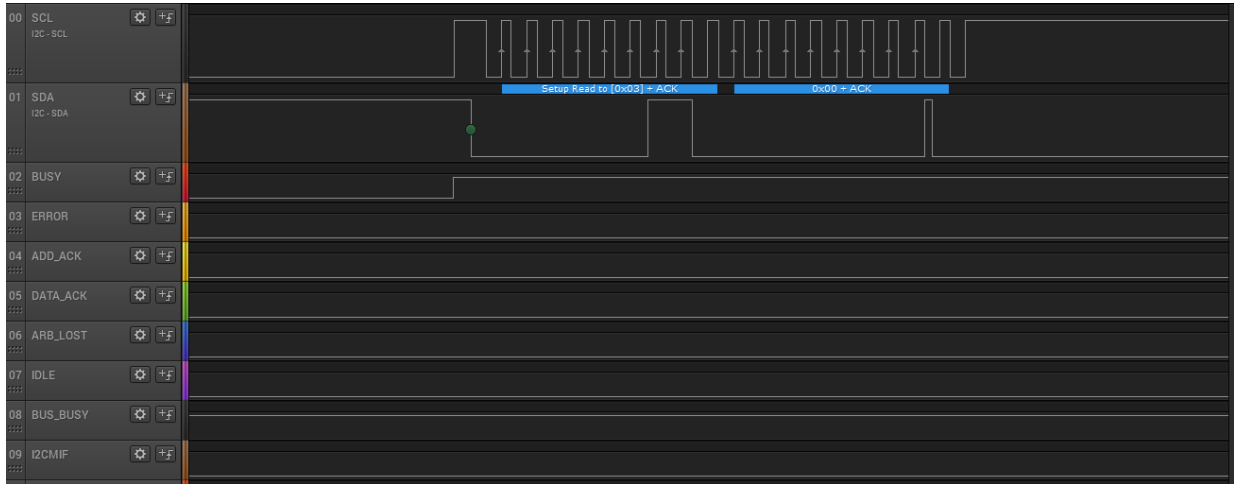 00 SCL
I2C - SCL
Setup Read to [0x03] + ACK 0x00 + ACK
01 SDA
I2C - SDA
02 BUSY
03 ERROR
04 ADD_ACK
05 DATA_ACK
06 ARB_LOST
07 IDLE
08 BUS_BUSY
09 I2CMIF